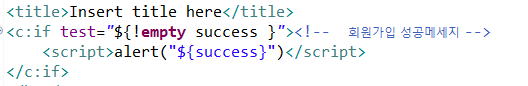 <title>Insert title here</title>
<c:if test="${!empty success }"><!-- 회원가입 성공메세지 -->
<script>alert("${success}")</script>
</c:if>